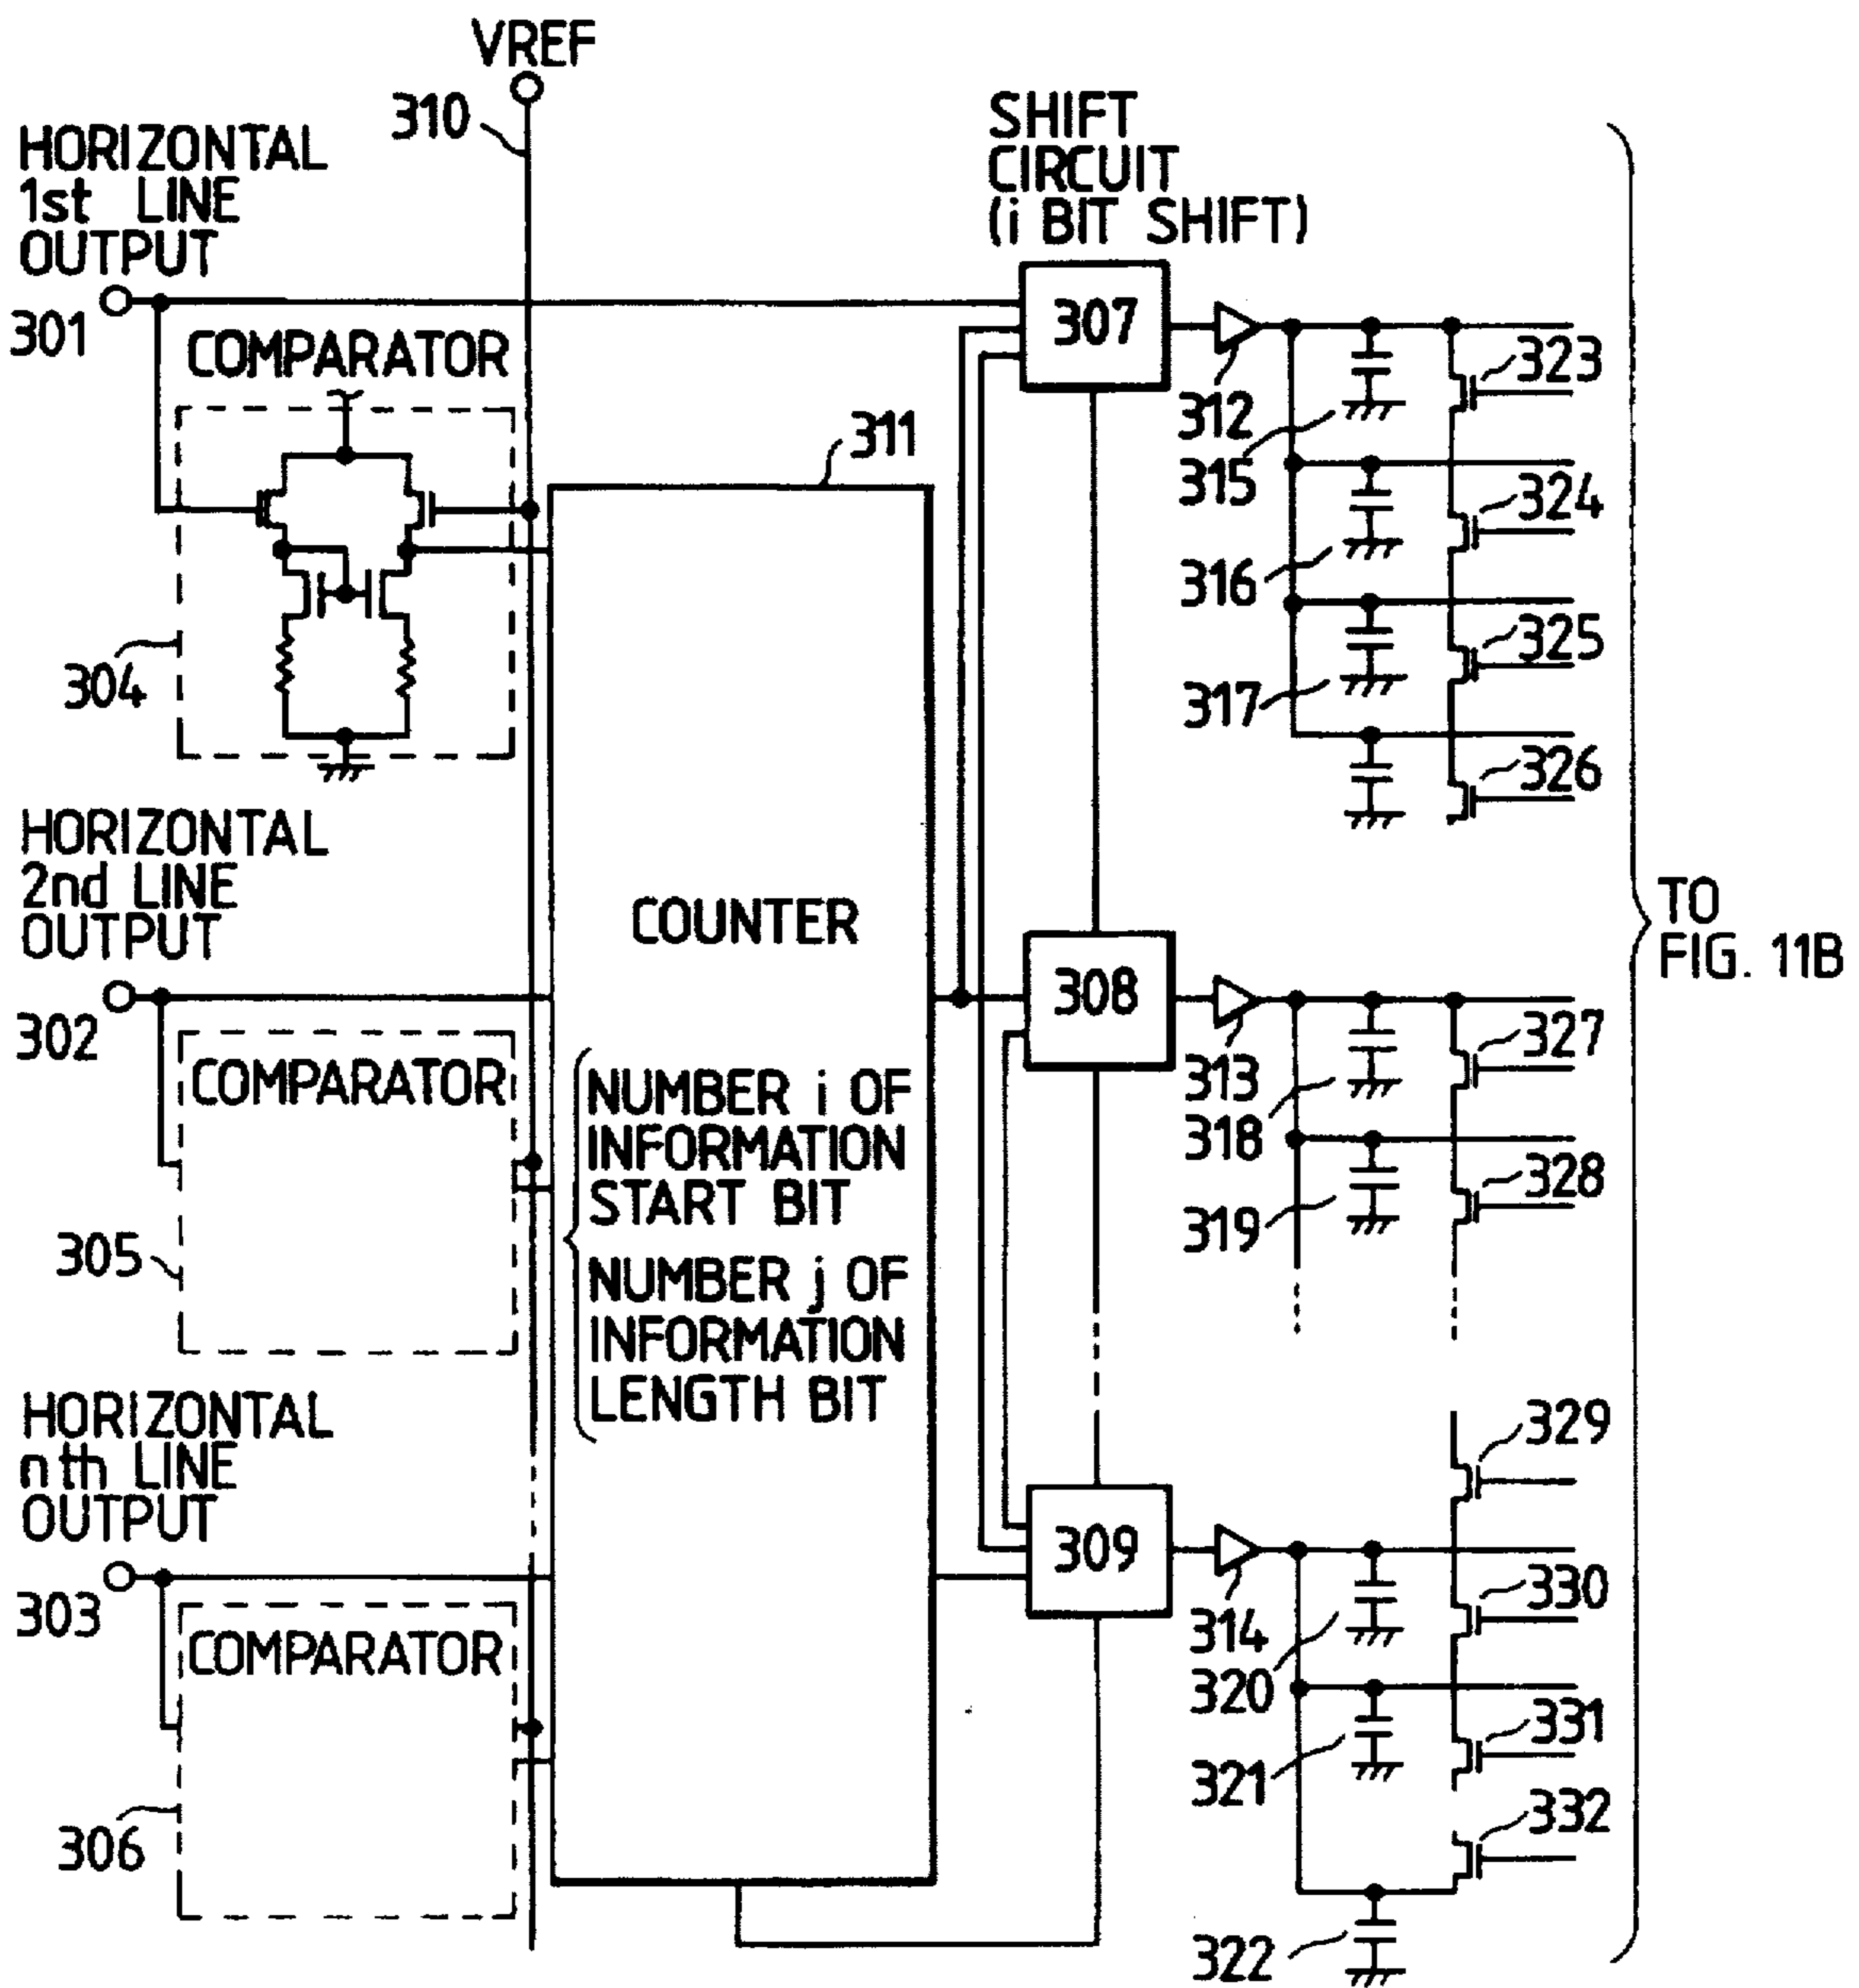 VREF
310
HORIZONTAL
1st LINE
OUTPUT
301
COMPARATOR
304
311
SHIFT
CIRCUIT
(i BIT SHIFT)
307
312
315
316
317
323
324
325
326
HORIZONTAL
2nd LINE
OUTPUT
302
COMPARATOR
305
COUNTER
NUMBER i OF
INFORMATION
START BIT
NUMBER j OF
INFORMATION
LENGTH BIT
308
313
318
319
327
328
TO
FIG. 11B
HORIZONTAL
nth LINE
OUTPUT
303
COMPARATOR
306
309
314
320
321
322
329
330
331
332